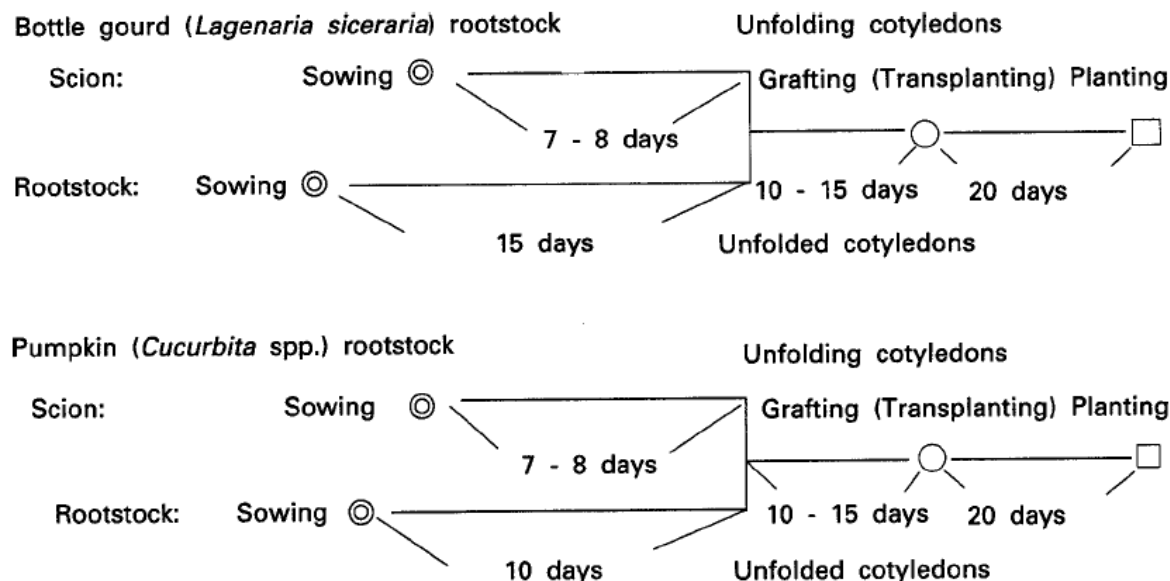 Bottle gourd (Lagenaria siceraria) rootstock Unfolding cotyledons
Scion: Sowing Grafting (Transplanting) Planting
7 - 8 days
Rootstock: Sowing 10 - 15 days 20 days
15 days Unfolded cotyledons
Pumpkin (Cucurbita spp.) rootstock Unfolding cotyledons
Scion: Sowing Grafting (Transplanting) Planting
7 - 8 days
Rootstock: Sowing 10 - 15 days 20 days
10 days Unfolded cotyledons